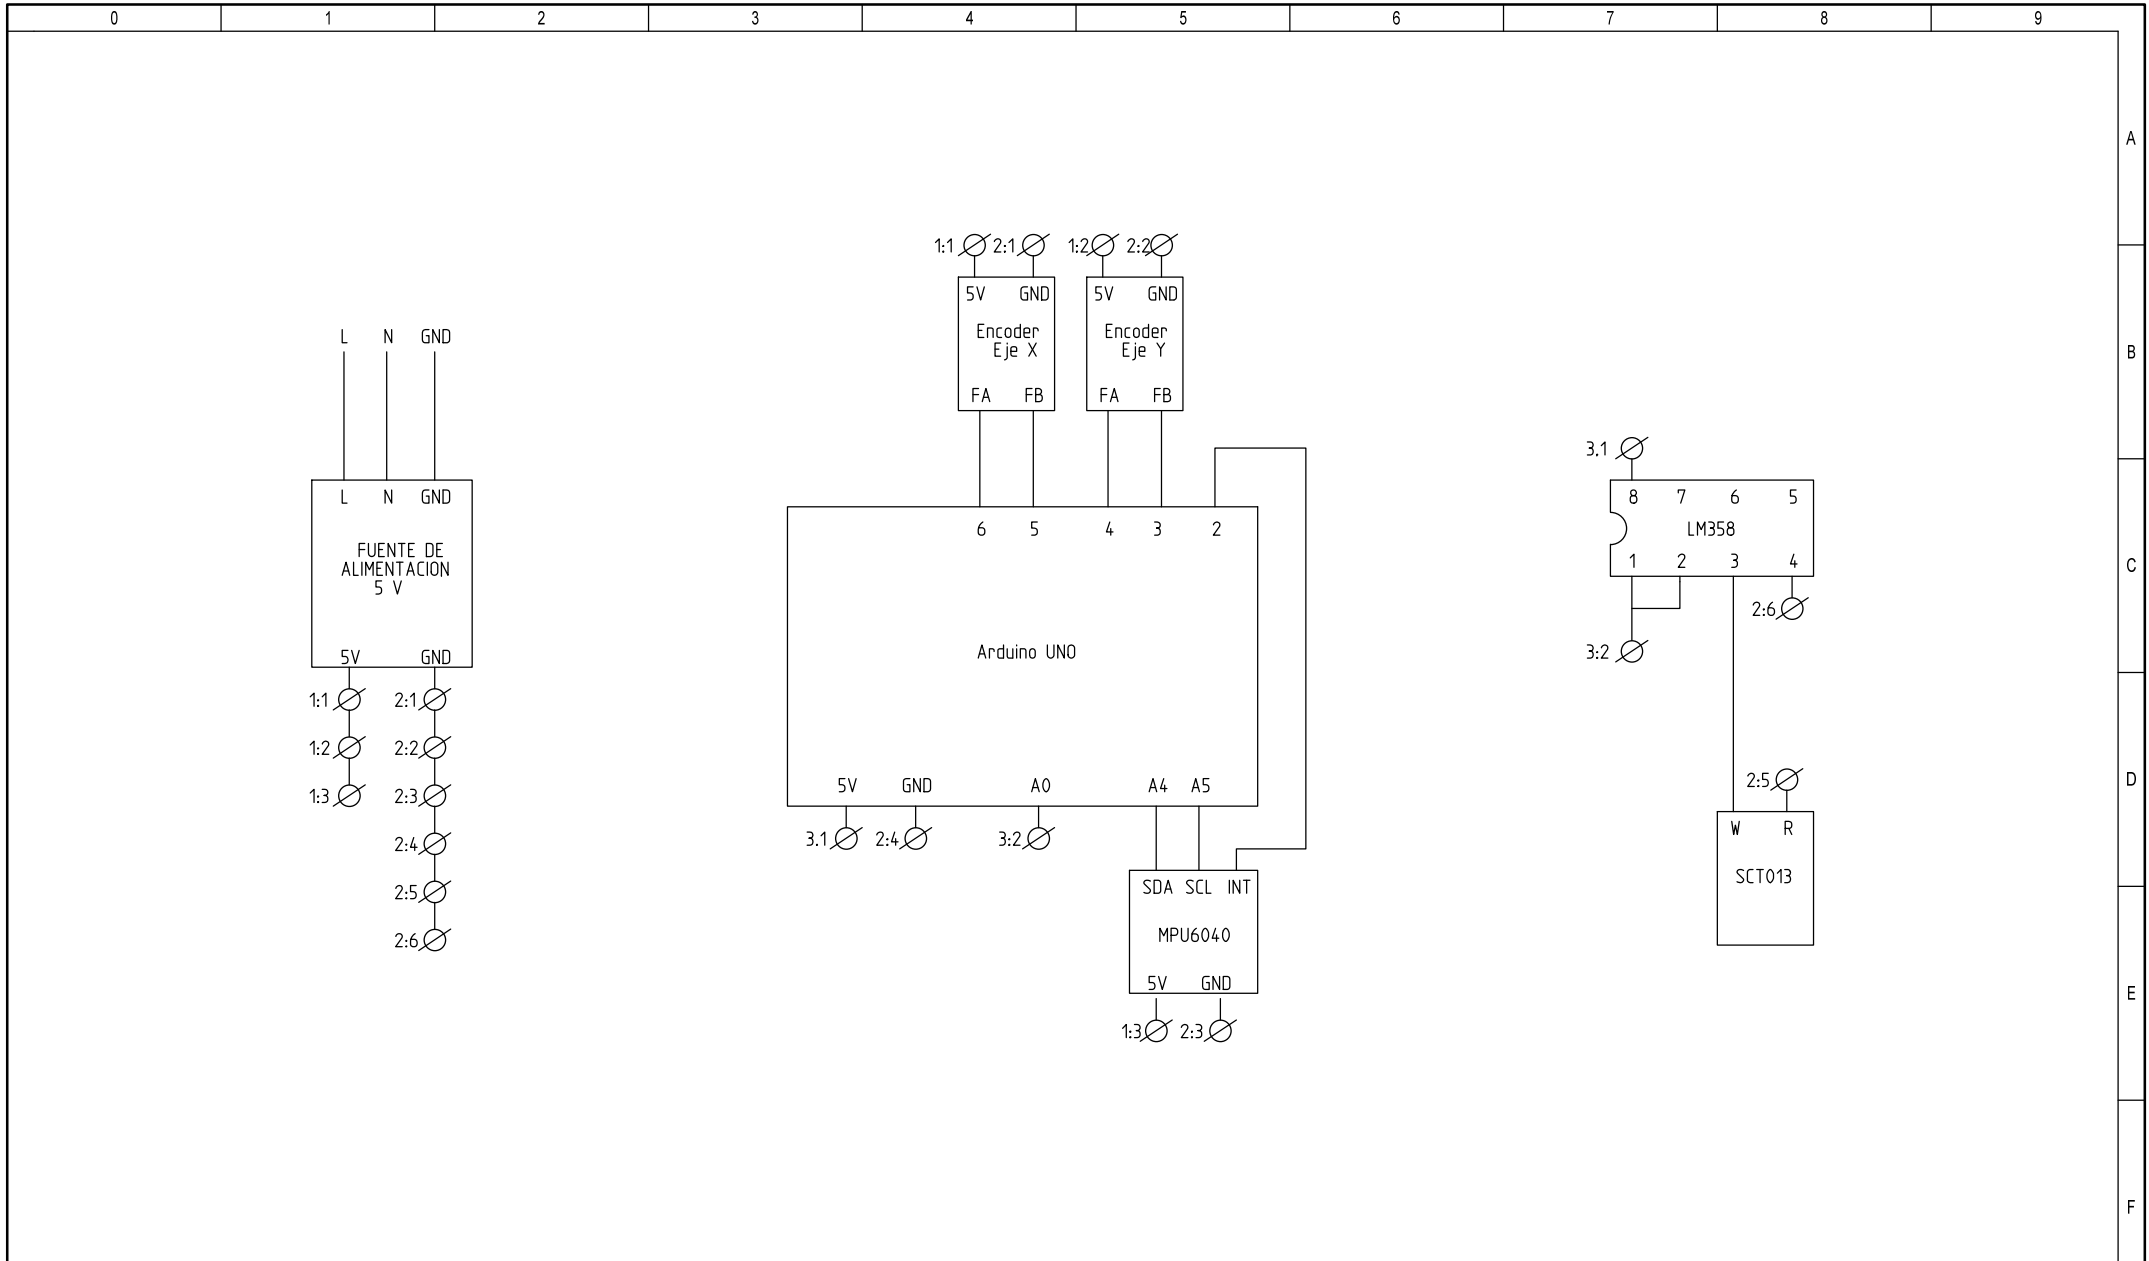 0 1 2 3 4 5 6 7 8 9
A
B
C
D
E
F
L N GND
L N GND
FUENTE DE
ALIMENTACION
5 V
5V GND
1:1 2:1
1:2 2:2
1:3 2:3
2:4
2:5
2:6
1:1 2:1
5V GND
Encoder
Eje X
FA FB
1:2 2:2
5V GND
Encoder
Eje Y
FA FB
6 5 4 3 2
Arduino UNO
5V GND A0 A4 A5
3.1 2:4 3:2
SDA SCL INT
MPU6040
5V GND
1:3 2:3
3.1
8 7 6 5
LM358
1 2 3 4
2:6
3:2
2:5
W R
SCT013